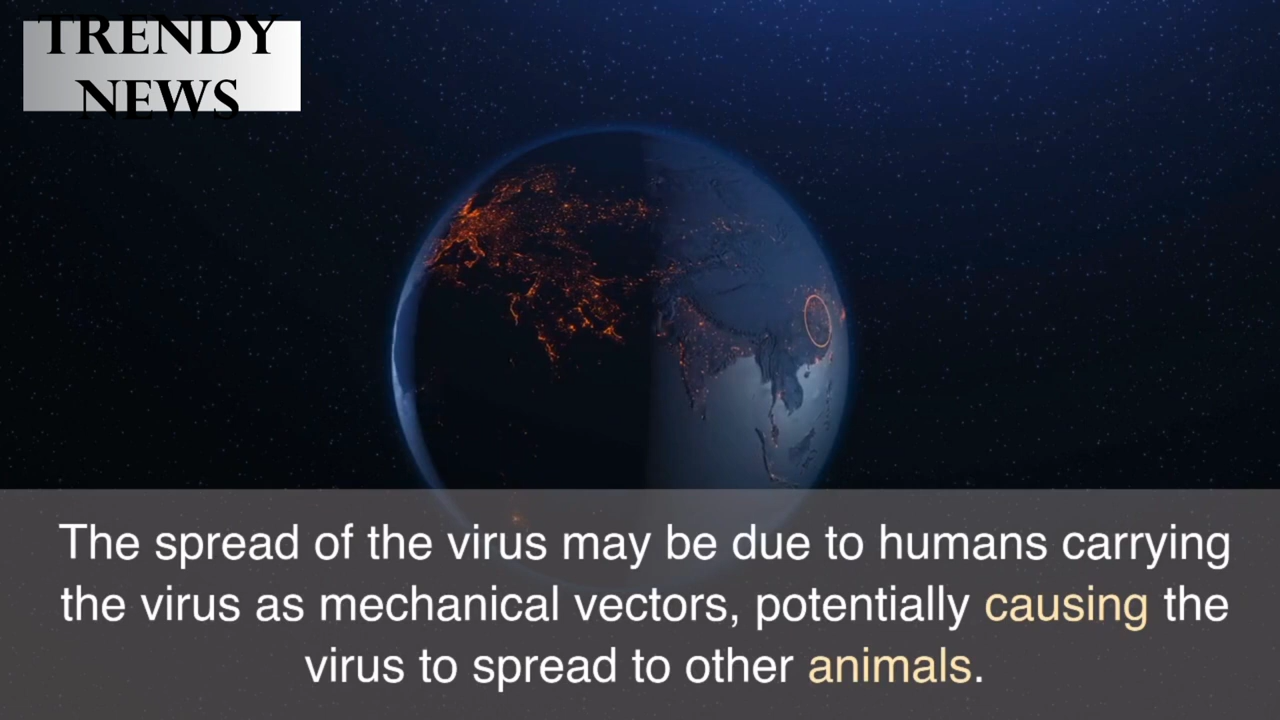 TRENDY
NEWS
The spread of the virus may be due to humans carrying
the virus as mechanical vectors, potentially causing the
virus to spread to other animals.